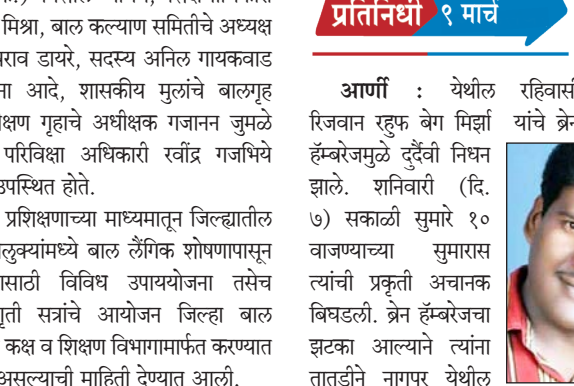 मिश्रा, बाल कल्याण समितीचे अध्यक्ष
डायरे, सदस्य अनिल गायकवाड
आदे, शासकीय मुलांचे बालगृह
गृहाचे अधीक्षक गजानन जुमळे
परिविक्षा अधिकारी रवींद्र गजभिये
उपस्थित होते.
प्रशिक्षणाच्या माध्यमातून जिल्ह्यातील
बाल लैंगिक शोषणापासून
विविध उपाययोजना तसेच
सत्रांचे आयोजन जिल्हा बाल
कक्ष व शिक्षण विभागामार्फत करण्यात
असल्याची माहिती देण्यात आली.
प्रतिनिधी ९ मार्च
आर्णी : येथील रहिवासी
रिजवान रहुफ बेग मिर्झा यांचे ब्रेन
हॅम्बरेजमुळे दुर्दैवी निधन
झाले. शनिवारी (दि.
७) सकाळी सुमारे १०
वाजण्याच्या सुमारास
त्यांची प्रकृती अचानक
बिघडली. ब्रेन हॅम्बरेजचा
झटका आल्याने त्यांना
तातडीने नागपूर येथील